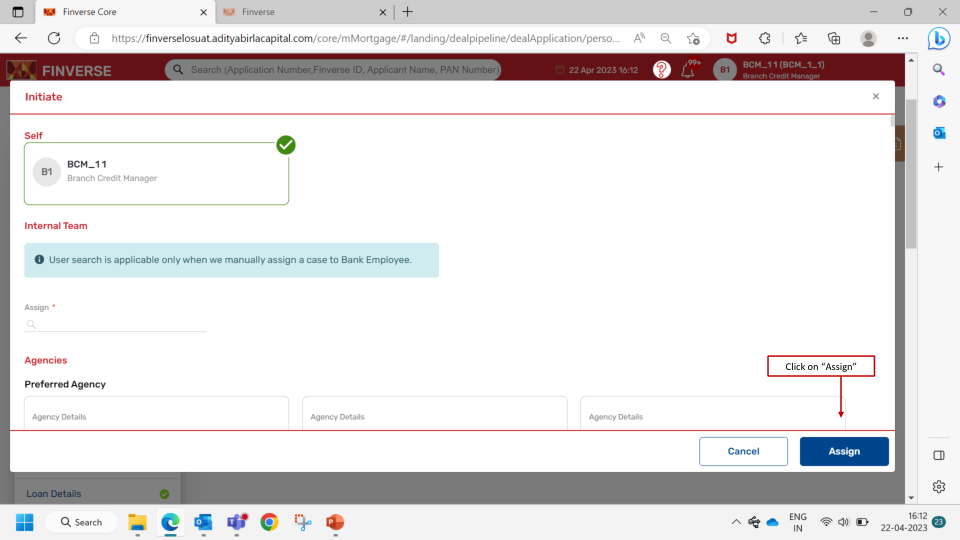 Finverse Core
Finverse
https://finverselosuat.adityabirlacapital.com/core/mMortgage/#/landing/dealpipeline/dealApplication/perso...
FINVERSE
Search (Application Number,Finverse ID, Applicant Name, PAN Number)
22 Apr 2023 16:12
99+
B1
BCM_11 (BCM_1_1)
Branch Credit Manager
Initiate
Self
B1
BCM_11
Branch Credit Manager
Internal Team
User search is applicable only when we manually assign a case to Bank Employee.
Assign *
Agencies
Click on “Assign”
Preferred Agency
Agency Details
Agency Details
Agency Details
Cancel
Assign
Loan Details
Search
ENG
IN
16:12
22-04-2023
23